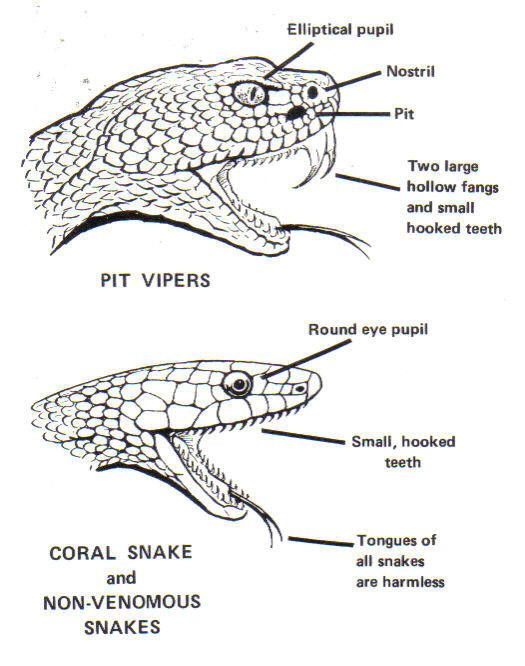 Elliptical pupil
Nostril
Pit
Two large
hollow fangs
and small
hooked teeth
PIT VIPERS
Round eye pupil
Small, hooked
teeth
Tongues of
all snakes
are harmless
CORAL SNAKE
and
NON-VENOMOUS
SNAKES